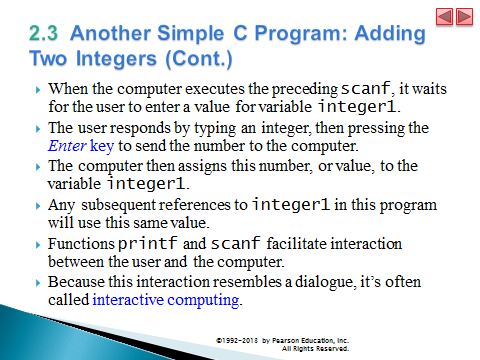 2.3 Another Simple C Program: Adding
Two Integers (Cont.)
When the computer executes the preceding scanf, it waits
for the user to enter a value for variable integer1.
The user responds by typing an integer, then pressing the
Enter key to send the number to the computer.
The computer then assigns this number, or value, to the
variable integer1.
Any subsequent references to integer1 in this program
will use this same value.
Functions printf and scanf facilitate interaction
between the user and the computer.
Because this interaction resembles a dialogue, it’s often
called interactive computing.
©1992-2013 by Pearson Education, Inc.
All Rights Reserved.